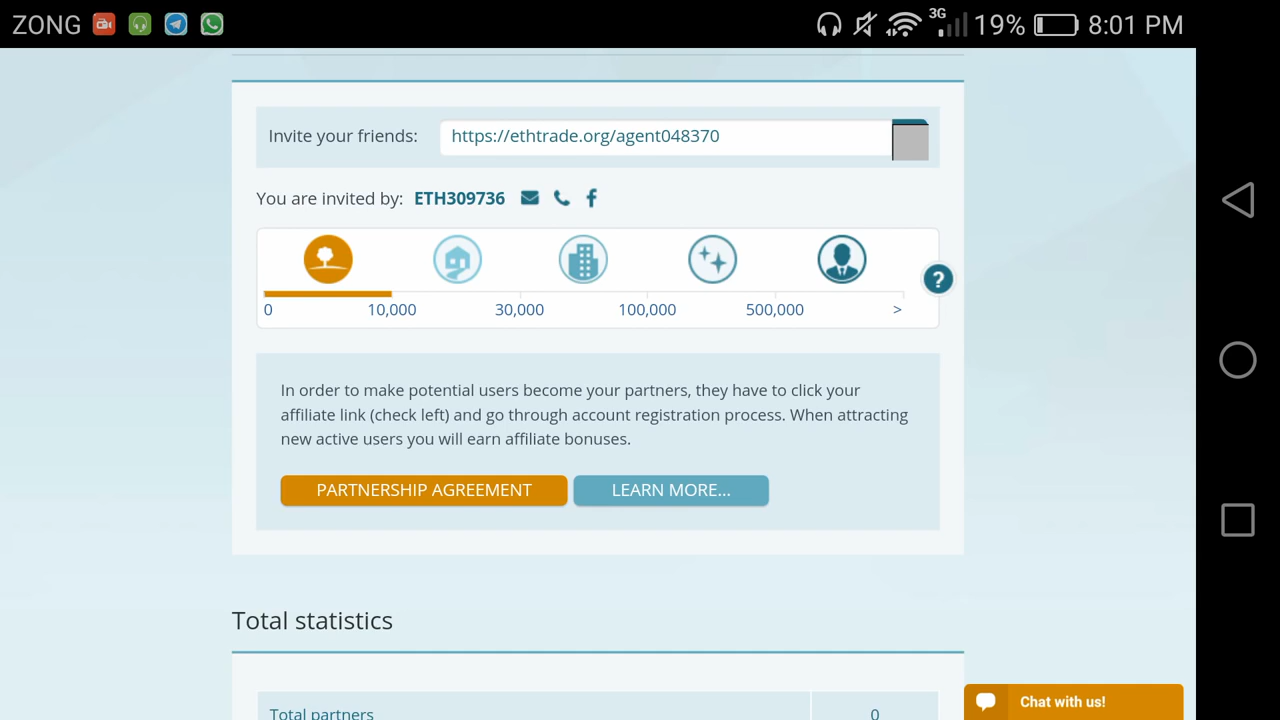 ZONG 3G 19% 8:01 PM
Invite your friends: https://ethtrade.org/agent048370
You are invited by: ETH309736
?
0 10,000 30,000 100,000 500,000 >
In order to make potential users become your partners, they have to click your
affiliate link (check left) and go through account registration process. When attracting
new active users you will earn affiliate bonuses.
PARTNERSHIP AGREEMENT LEARN MORE...
Total statistics
Total partners 0
Chat with us!